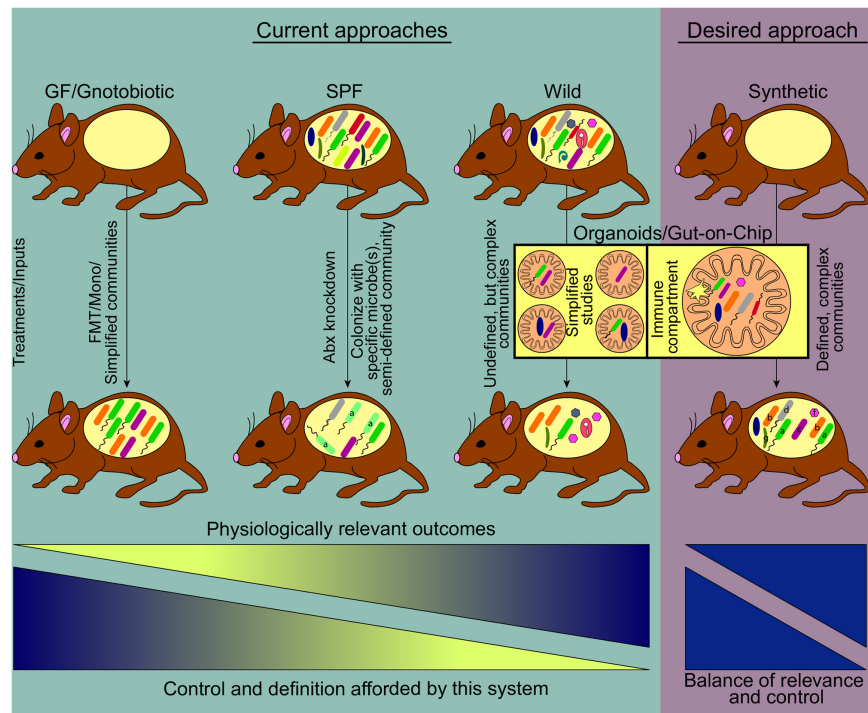 Current approaches
Desired approach
GF/Gnotobiotic
SPF
Wild
Synthetic
Treatments/Inputs
FMT/Mono/
Simplified communities
Abx knockdown
Colonize with
specific microbe(s),
semi-defined community
Undefined, but complex
communities
Organoids/Gut-on-Chip
Simplified
studies
Immune
compartment
Defined, complex
communities
a
a
a
b
d
f
b
g
a
Physiologically relevant outcomes
Control and definition afforded by this system
Balance of relevance
and control